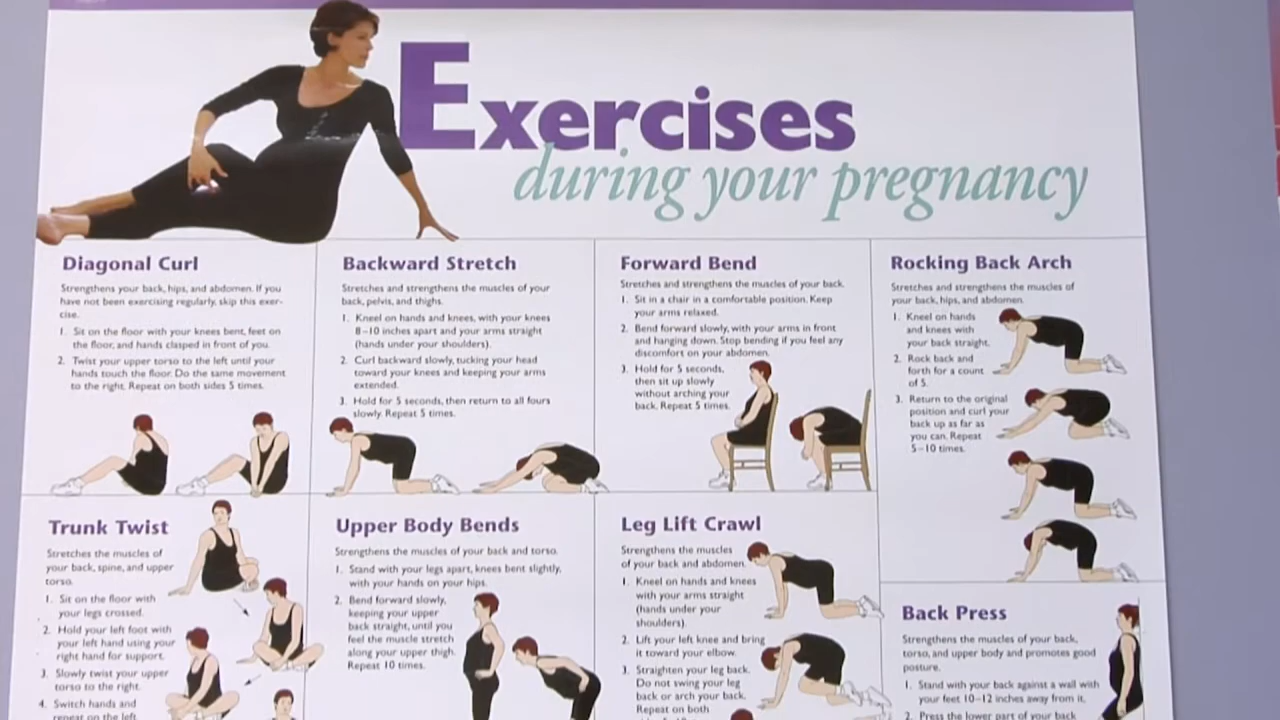 Exercises
during your pregnancy
Diagonal Curl
Strengthens your back, hips, and abdomen. If you
have not been exercising regularly, skip this exer-
cise.
1. Sit on the floor with your knees bent, feet on
the floor, and hands clasped in front of you.
2. Twist your upper torso to the left until your
hands touch the floor. Do the same movement
to the right. Repeat on both sides 5 times.
Backward Stretch
Stretches and strengthens the muscles of your
back, pelvis, and thighs.
1. Kneel on hands and knees, with your knees
8–10 inches apart and your arms straight
(hands under your shoulders).
2. Curl backward slowly, tucking your head
toward your knees and keeping your arms
extended.
3. Hold for 5 seconds, then return to all fours
slowly. Repeat 5 times.
Forward Bend
Stretches and strengthens the muscles of your back.
1. Sit in a chair in a comfortable position. Keep
your arms relaxed.
2. Bend forward slowly, with your arms in front
and hanging down. Stop bending if you feel any
discomfort on your abdomen.
3. Hold for 5 seconds,
then sit up slowly
without arching your
back. Repeat 5 times.
Rocking Back Arch
Stretches and strengthens the muscles of
your back, hips, and abdomen.
1. Kneel on hands
and knees with
your back straight.
2. Rock back and
forth for a count
of 5.
3. Return to the original
position and curl your
back up as far as
you can. Repeat
5–10 times.
Trunk Twist
Stretches the muscles of
your back, spine, and upper
torso.
1. Sit on the floor with
your legs crossed.
2. Hold your left foot with
your left hand using your
right hand for support.
3. Slowly twist your upper
torso to the right.
4. Switch hands and
repeat on the left.
Upper Body Bends
Strengthens the muscles of your back and torso.
1. Stand with your legs apart, knees bent slightly,
with your hands on your hips.
2. Bend forward slowly,
keeping your upper
back straight, until you
feel the muscle stretch
along your upper thigh.
Repeat 10 times.
Leg Lift Crawl
Strengthens the muscles
of your back and abdomen.
1. Kneel on hands and knees
with your arms straight
(hands under your
shoulders).
2. Lift your left knee and bring
it toward your elbow.
3. Straighten your leg back.
Do not swing your leg
back or arch your back.
Repeat on both
Back Press
Strengthens the muscles of your back,
torso, and upper body and promotes good
posture.
1. Stand with your back against a wall with
your feet 10–12 inches away from it.
2. Press the lower part of your back